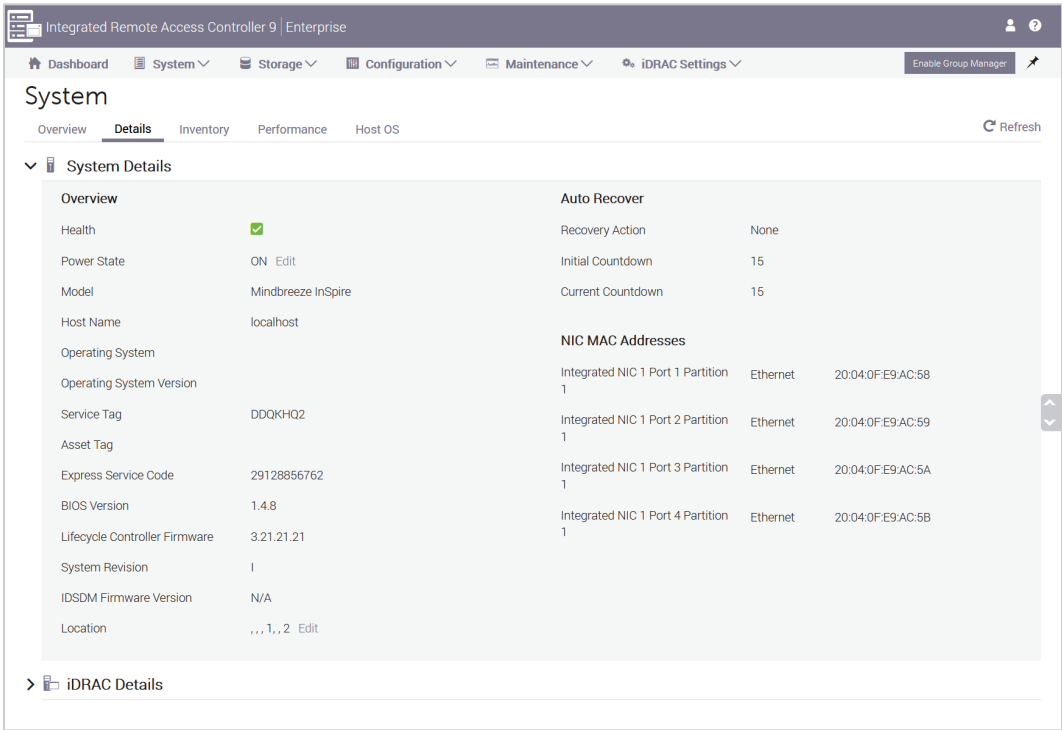 Integrated Remote Access Controller 9 | Enterprise
Dashboard System Storage Configuration Maintenance iDRAC Settings Enable Group Manager
System
Overview Details Inventory Performance Host OS Refresh
System Details
Overview
Health
Power State ON Edit
Model Mindbreeze InSpire
Host Name localhost
Operating System
Operating System Version
Service Tag DDQKHQ2
Asset Tag
Express Service Code 29128856762
BIOS Version 1.4.8
Lifecycle Controller Firmware 3.21.21.21
System Revision I
IDSDM Firmware Version N/A
Location , , , 1, , 2 Edit
Auto Recover
Recovery Action None
Initial Countdown 15
Current Countdown 15
NIC MAC Addresses
Integrated NIC 1 Port 1 Partition
1 Ethernet 20:04:0F:E9:AC:58
Integrated NIC 1 Port 2 Partition
1 Ethernet 20:04:0F:E9:AC:59
Integrated NIC 1 Port 3 Partition
1 Ethernet 20:04:0F:E9:AC:5A
Integrated NIC 1 Port 4 Partition
1 Ethernet 20:04:0F:E9:AC:5B
iDRAC Details